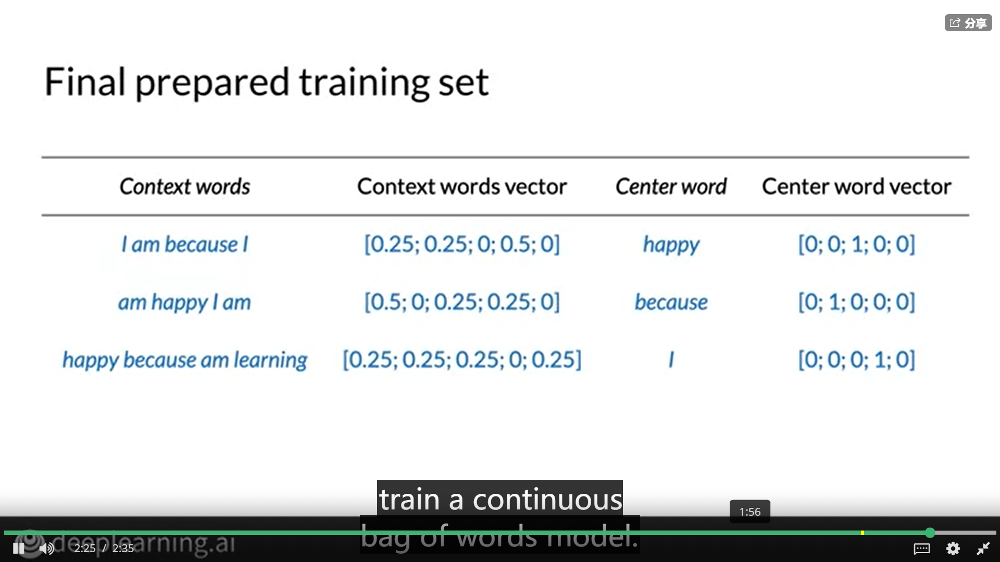 分享
Final prepared training set
Context words Context words vector Center word Center word vector
I am because I [0.25; 0.25; 0; 0.5; 0] happy [0; 0; 1; 0; 0]
am happy I am [0.5; 0; 0.25; 0.25; 0] because [0; 1; 0; 0; 0]
happy because am learning [0.25; 0.25; 0.25; 0; 0.25] I [0; 0; 0; 1; 0]
train a continuous
1:56
bag of words model.
deeplearning.ai
2:25 / 2:35